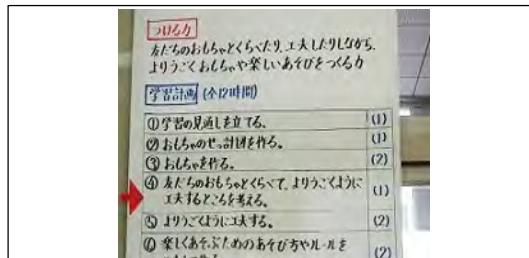 つける力
友だちのおもちゃとくらべたり、工夫したりしながら、
よりうごくおもちゃや楽しいあそびをつくる力
学習計画 (全12時間)
①学習の見通しを立てる。 (1)
②おもちゃのせっ計図を作る。 (1)
③おもちゃを作る。 (2)
④友だちのおもちゃとくらべて、よりうごくように
工夫するところを考える。 (1)
⑤よりうごくように工夫する。 (2)
⑥楽しくあそぶためのあそび方やルールを
(2)